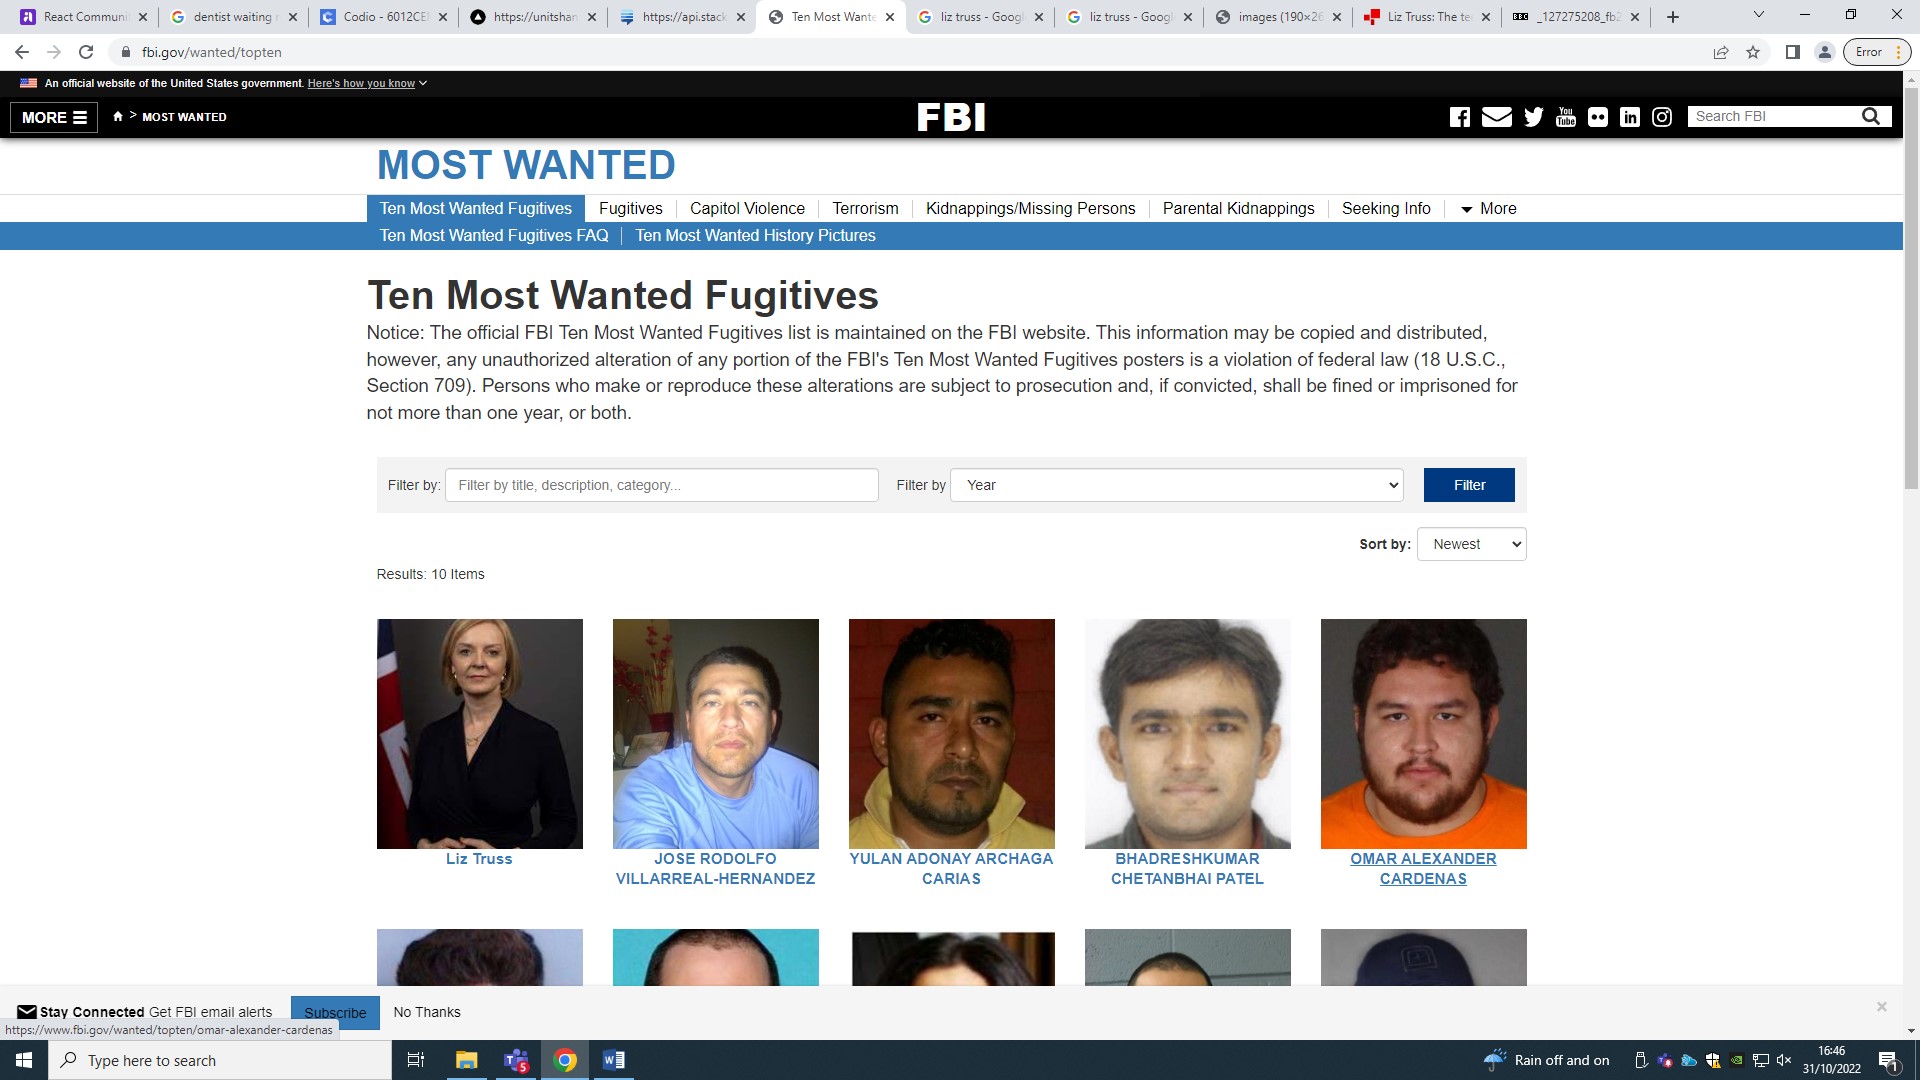 React Communi
dentist waiting r
Codio - 6012CE
https://unitshar
https://api.stack
Ten Most Wante
liz truss - Googl
liz truss - Googl
images (190×26
Liz Truss: The te
BBC
_127275208_fb2
fbi.gov/wanted/topten
Error
An official website of the United States government. Here's how you know
MORE
> MOST WANTED
FBI
You
Tube
in
Search FBI
MOST WANTED
Ten Most Wanted Fugitives
Fugitives
Capitol Violence
Terrorism
Kidnappings/Missing Persons
Parental Kidnappings
Seeking Info
More
Ten Most Wanted Fugitives FAQ
Ten Most Wanted History Pictures
Ten Most Wanted Fugitives
Notice: The official FBI Ten Most Wanted Fugitives list is maintained on the FBI website. This information may be copied and distributed,
however, any unauthorized alteration of any portion of the FBI's Ten Most Wanted Fugitives posters is a violation of federal law (18 U.S.C.,
Section 709). Persons who make or reproduce these alterations are subject to prosecution and, if convicted, shall be fined or imprisoned for
not more than one year, or both.
Filter by:
Filter by title, description, category...
Filter by
Year
Filter
Sort by:
Newest
Results: 10 Items
Liz Truss
JOSE RODOLFO
VILLARREAL-HERNANDEZ
YULAN ADONAY ARCHAGA
CARIAS
BHADRESHKUMAR
CHETANBHAI PATEL
OMAR ALEXANDER
CARDENAS
Stay Connected Get FBI email alerts
Subscribe
No Thanks
https://www.fbi.gov/wanted/topten/omar-alexander-cardenas
Type here to search
5
Rain off and on
16:46
31/10/2022
1